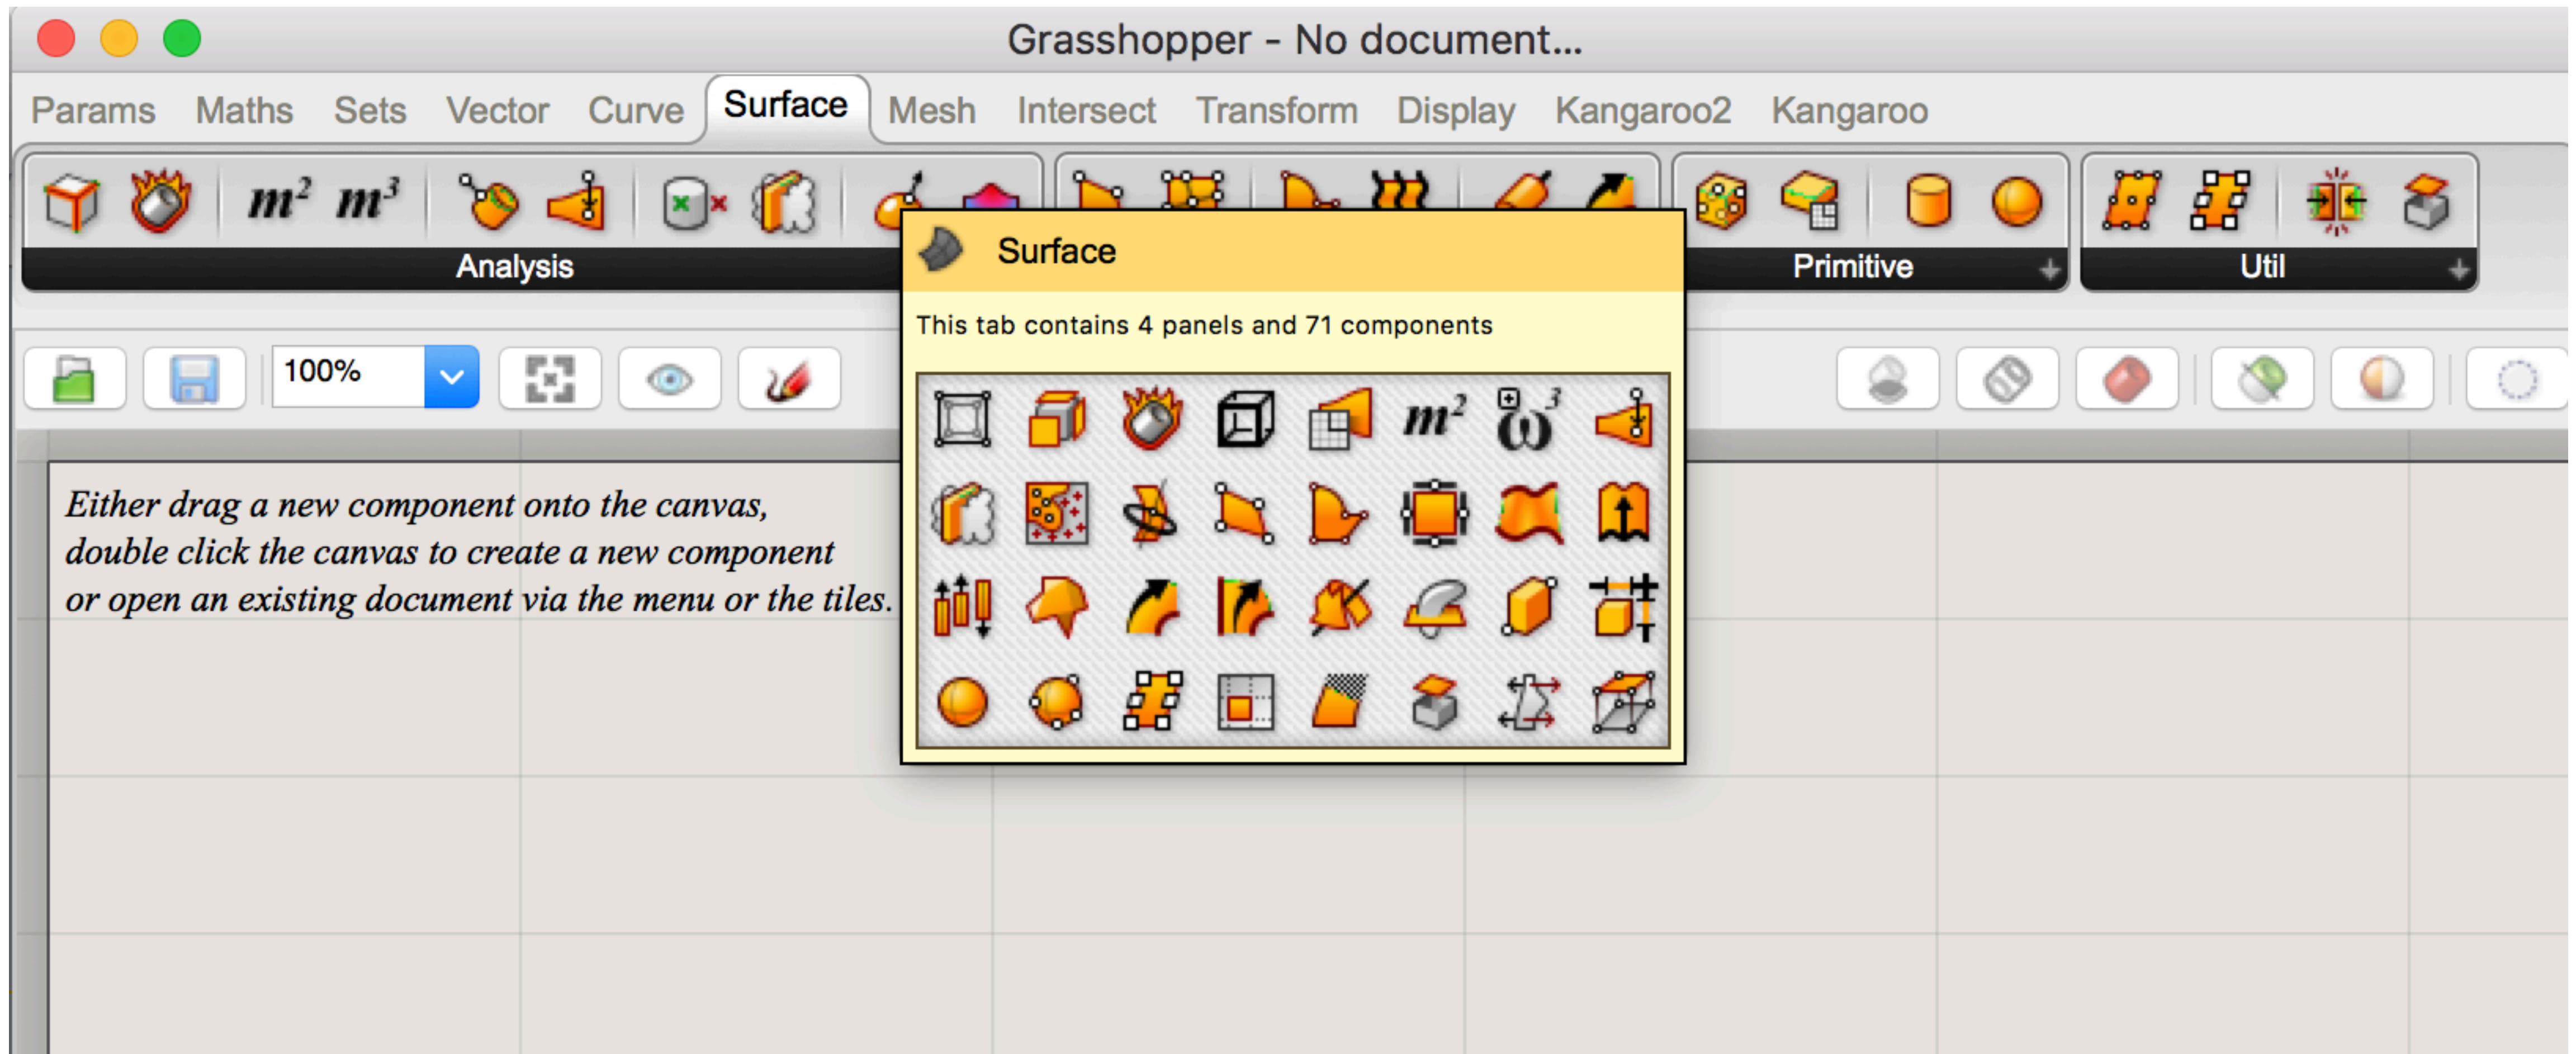 Grasshopper - No document...
Params Maths Sets Vector Curve Surface Mesh Intersect Transform Display Kangaroo2 Kangaroo
m² m³
Analysis Primitive Util
Surface
This tab contains 4 panels and 71 components
100%
m² ω³
Either drag a new component onto the canvas,
double click the canvas to create a new component
or open an existing document via the menu or the tiles.